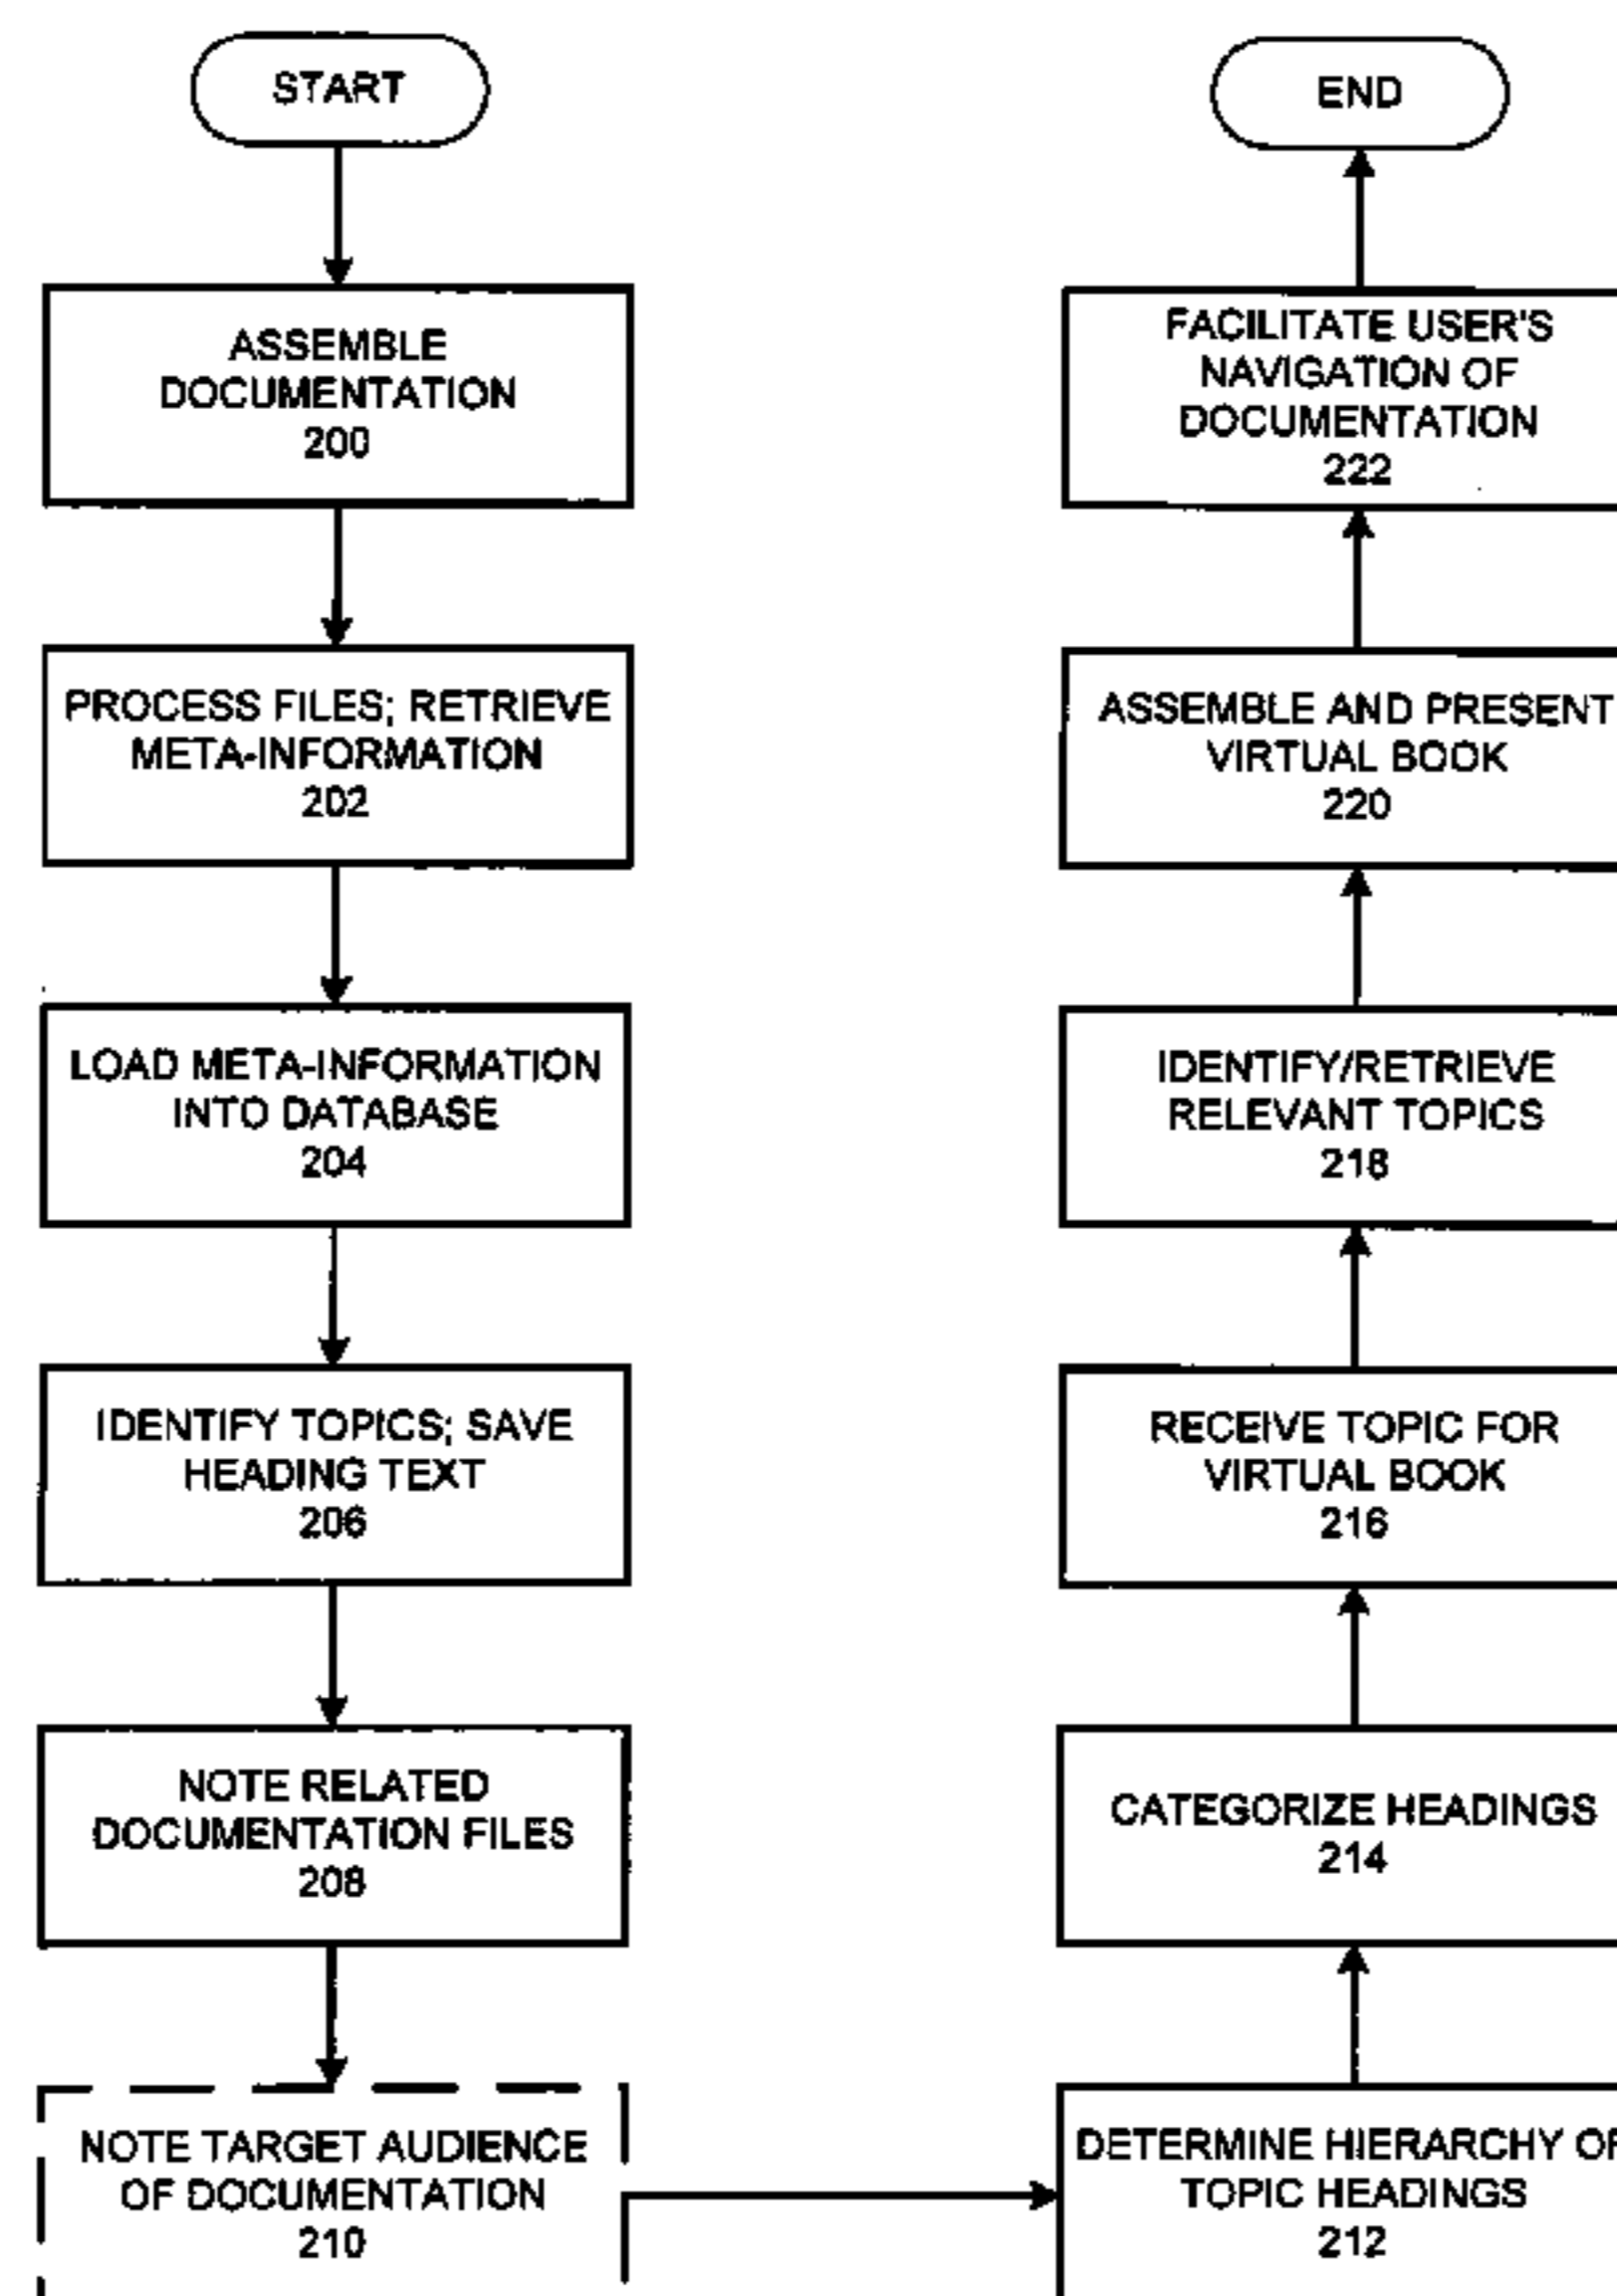 START
ASSEMBLE
DOCUMENTATION
200
PROCESS FILES; RETRIEVE
META-INFORMATION
202
LOAD META-INFORMATION
INTO DATABASE
204
IDENTIFY TOPICS; SAVE
HEADING TEXT
206
NOTE RELATED
DOCUMENTATION FILES
208
NOTE TARGET AUDIENCE
OF DOCUMENTATION
210
DETERMINE HIERARCHY OF
TOPIC HEADINGS
212
CATEGORIZE HEADINGS
214
RECEIVE TOPIC FOR
VIRTUAL BOOK
216
IDENTIFY/RETRIEVE
RELEVANT TOPICS
218
ASSEMBLE AND PRESENT
VIRTUAL BOOK
220
FACILITATE USER'S
NAVIGATION OF
DOCUMENTATION
222
END